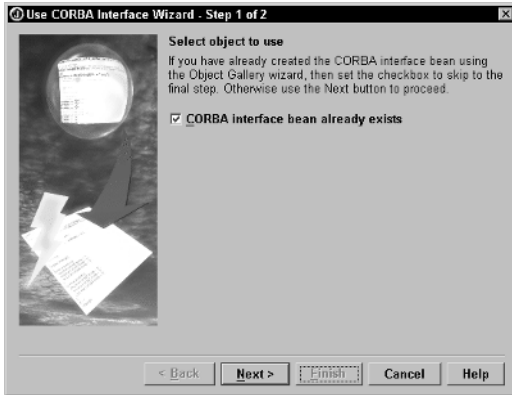 Use CORBA Interface Wizard - Step 1 of 2
Select object to use
If you have already created the CORBA interface bean using
the Object Gallery wizard, then set the checkbox to skip to the
final step. Otherwise use the Next button to proceed.
CORBA interface bean already exists
< Back Next > Finish Cancel Help